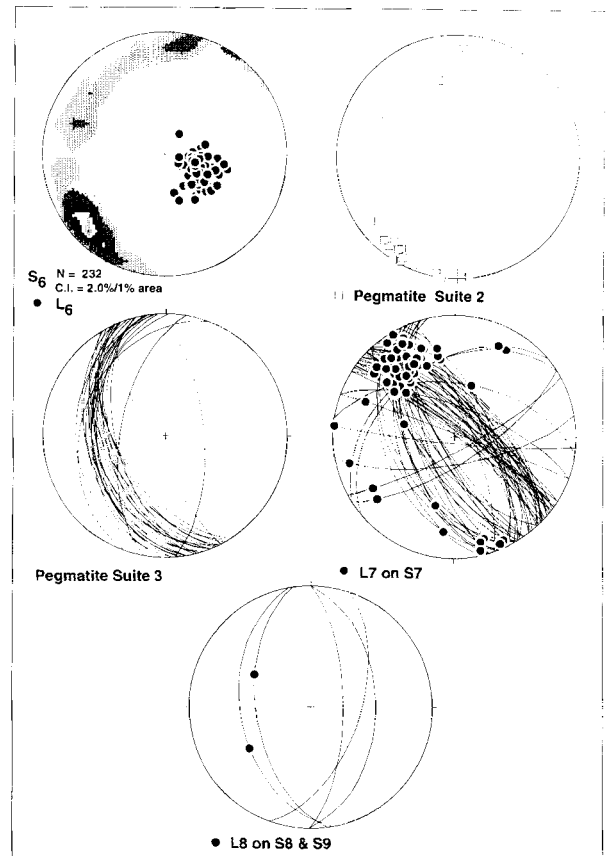 S6 N = 232
C.I. = 2.0%/1% area
L6
Pegmatite Suite 2
Pegmatite Suite 3
L7 on S7
L8 on S8 & S9